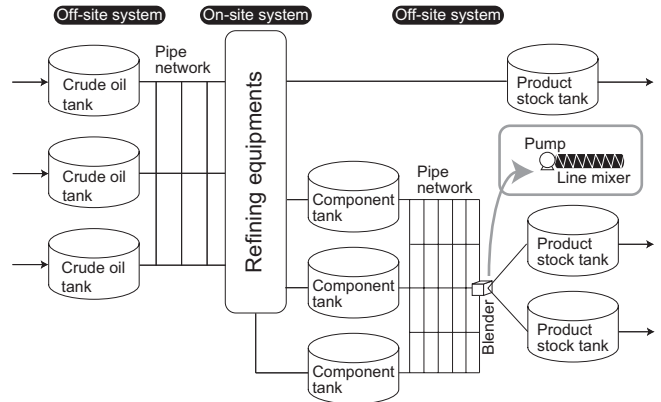 Off-site system
On-site system
Off-site system
Pipe
network
Crude oil
tank
Crude oil
tank
Crude oil
tank
Refining equipments
Product
stock tank
Pump
Line mixer
Component
tank
Component
tank
Component
tank
Pipe
network
Blender
Product
stock tank
Product
stock tank